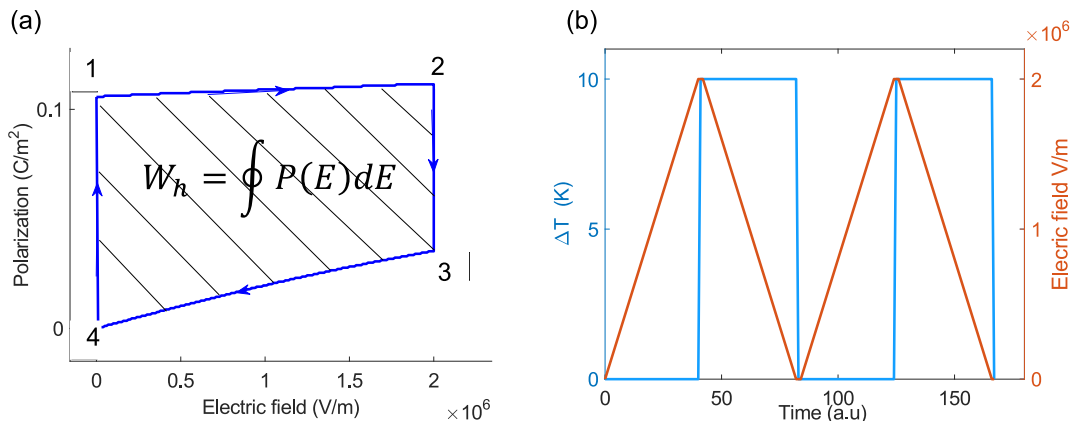 (a)
1
2
0.1
Polarization (C/m²)
W_h = ∮ P(E)dE
3
0
4
0
0.5
1
1.5
2
Electric field (V/m)
×10⁶
(b)
×10⁶
10
2
ΔT (K)
5
1
Elecric field V/m
0
0
0
50
100
150
Time (a.u)